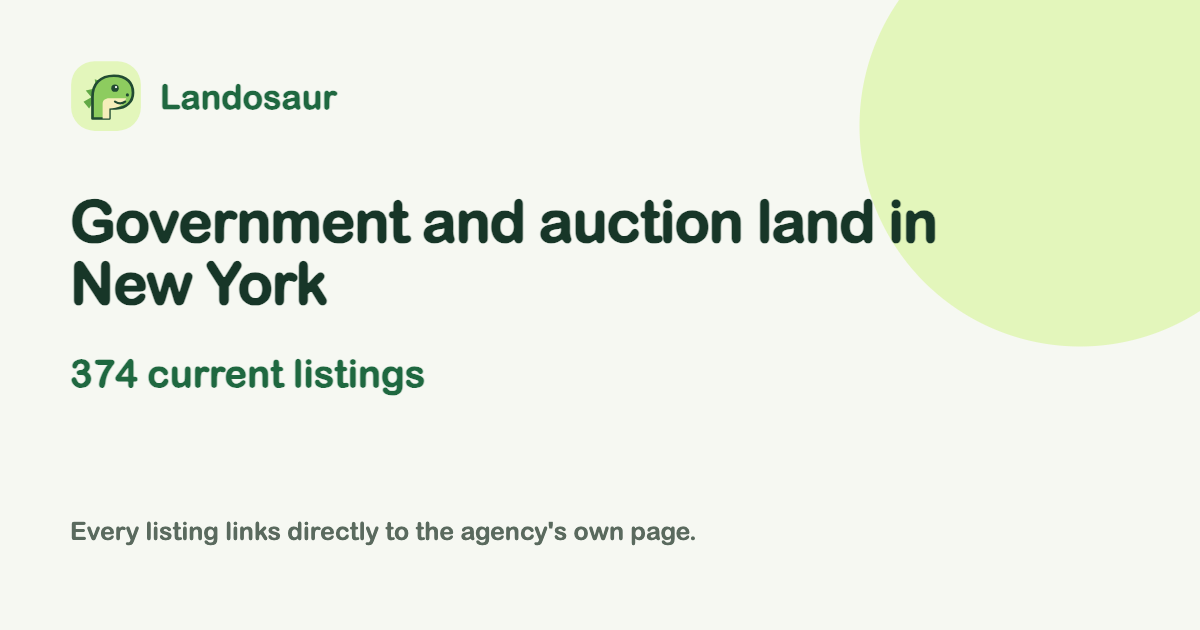 Landosaur
Government and auction land in
New York
374 current listings
Every listing links directly to the agency's own page.